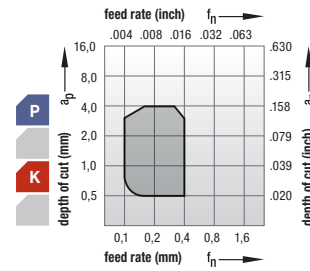 feed rate (inch) fn
.004 .008 .016 .032 .063
16,0 .630
8,0 .315
ap
4,0 .158
P
2,0 .079
1,0 .039
K
0,5 .020
depth of cut (mm)
depth of cut (inch)
0,1 0,2 0,4 0,8 1,6
feed rate (mm) fn